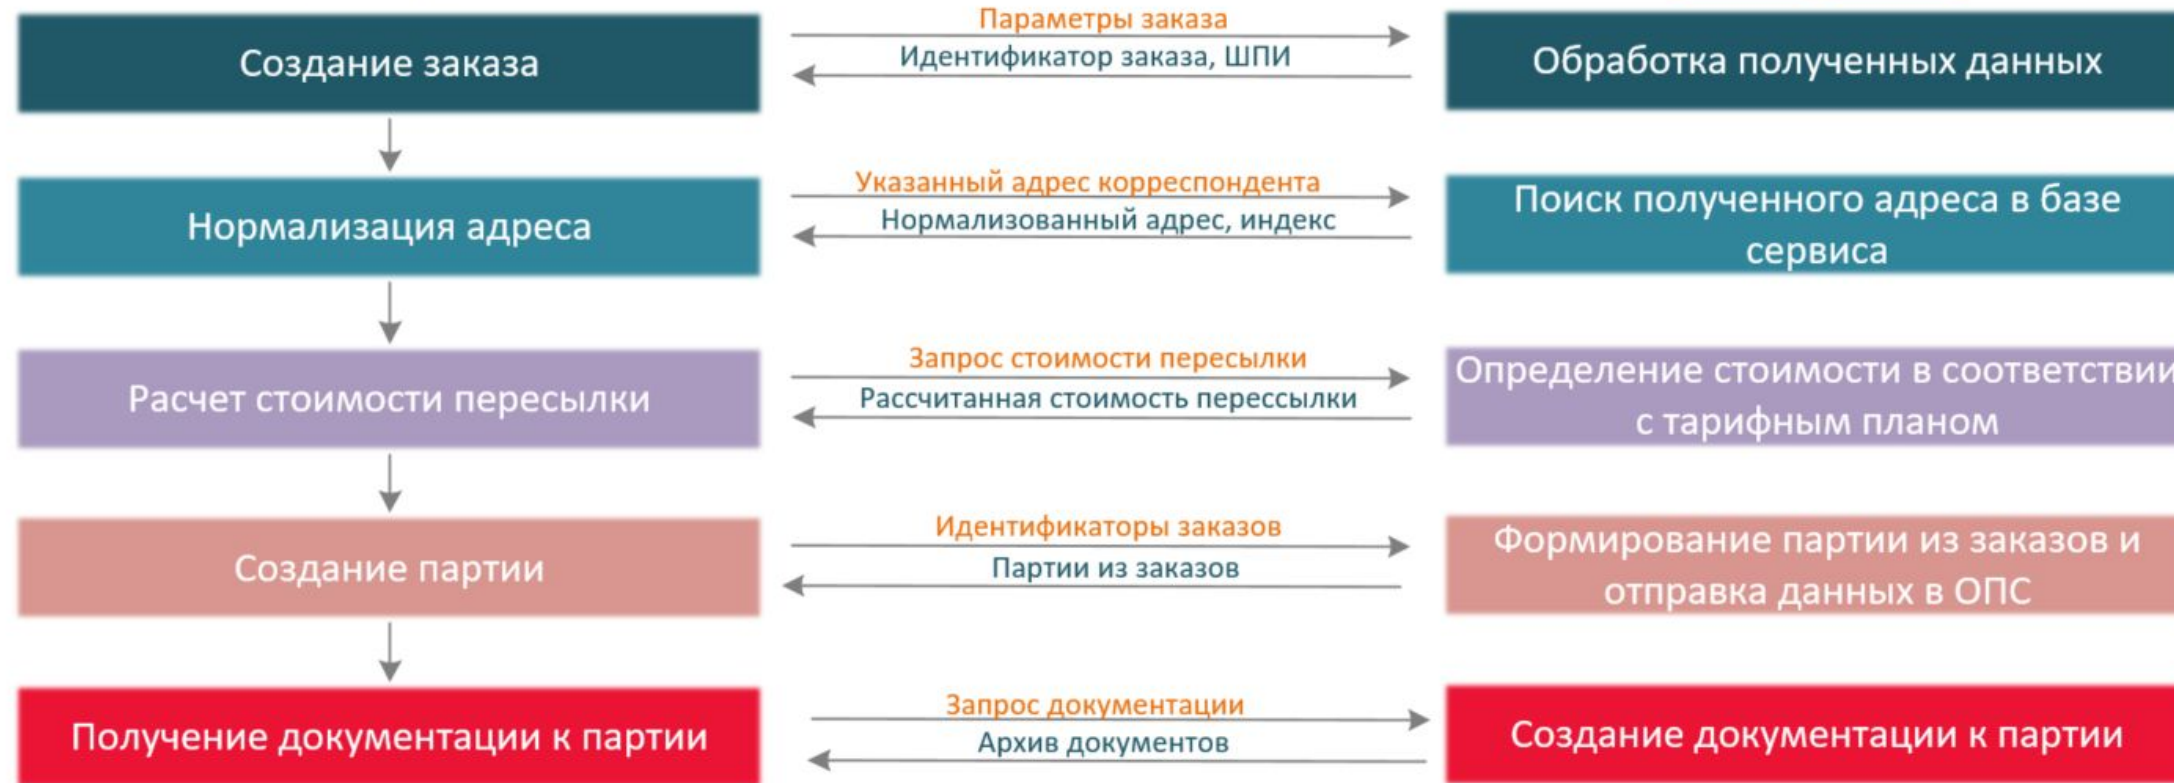 Создание заказа
Параметры заказа
Идентификатор заказа, ШПИ
Обработка полученных данных
Нормализация адреса
Указанный адрес корреспондента
Нормализованный адрес, индекс
Поиск полученного адреса в базе
сервиса
Расчет стоимости пересылки
Запрос стоимости пересылки
Рассчитанная стоимость перессылки
Определение стоимости в соответствии
с тарифным планом
Создание партии
Идентификаторы заказов
Партии из заказов
Формирование партии из заказов и
отправка данных в ОПС
Получение документации к партии
Запрос документации
Архив документов
Создание документации к партии